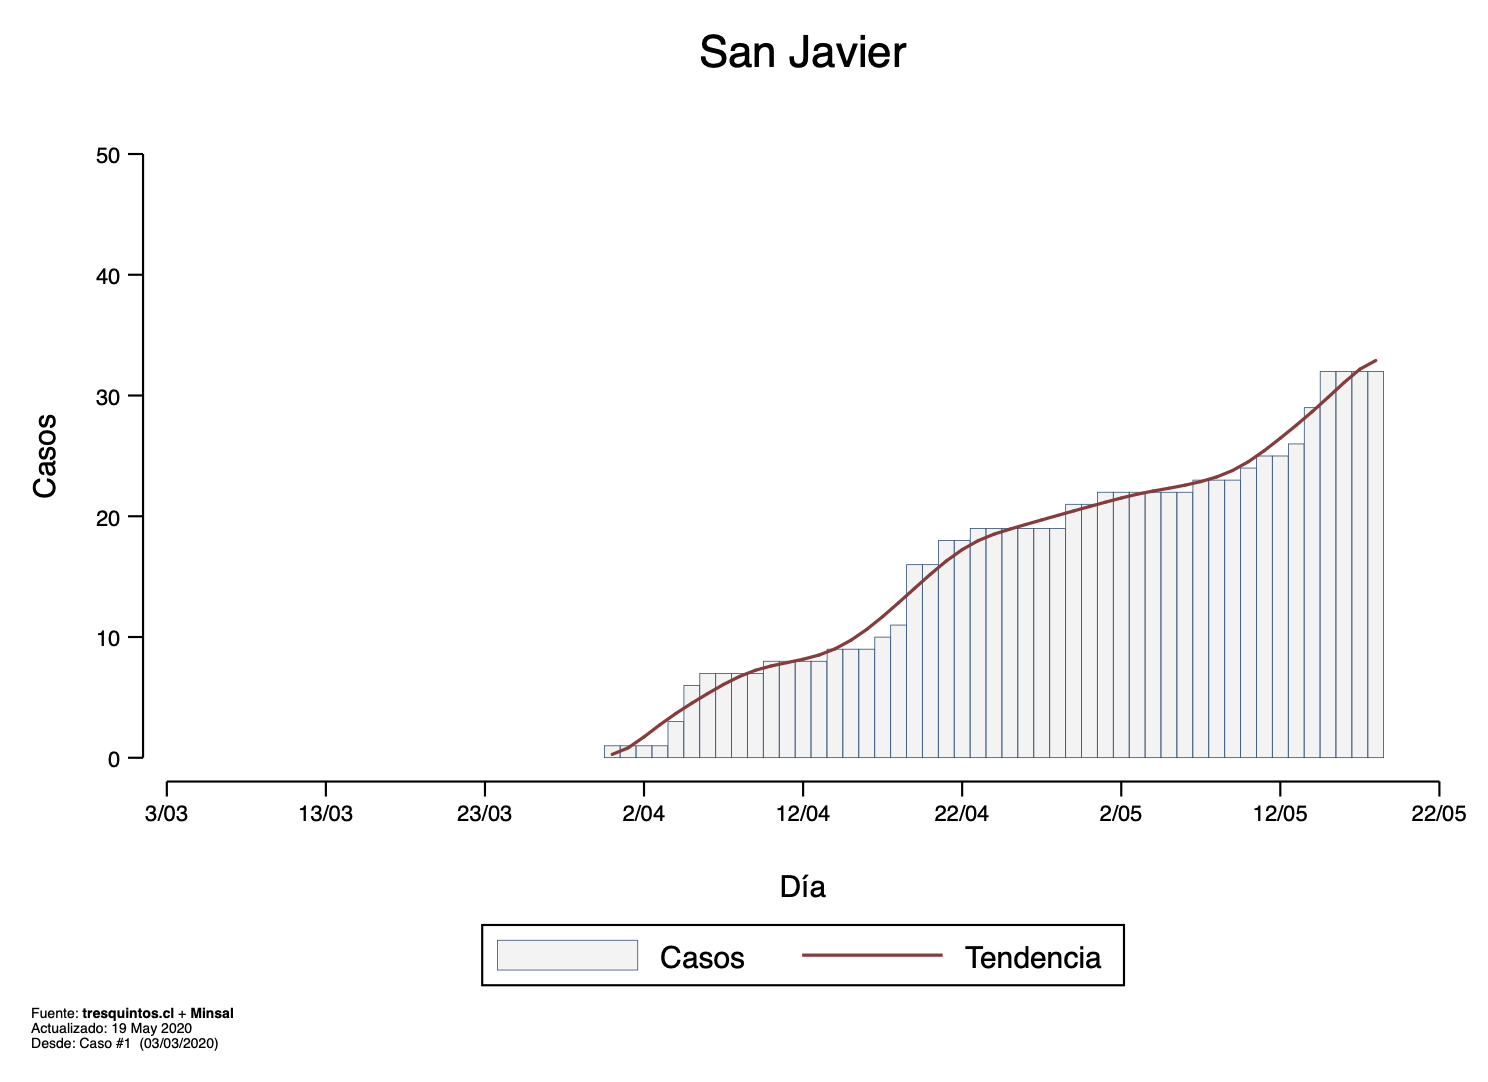 San Javier
50
40
30
20
10
0
Casos
3/03 13/03 23/03 2/04 12/04 22/04 2/05 12/05 22/05
Día
Casos Tendencia
Fuente: tresquintos.cl + Minsal
Actualizado: 19 May 2020
Desde: Caso #1 (03/03/2020)